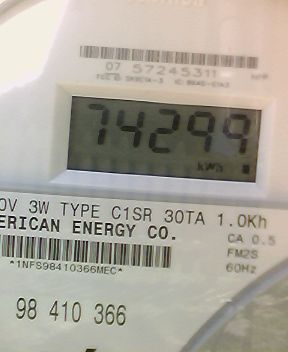 07 57245311
74299
kWh
0V 3W TYPE C1SR 30TA 1.0Kh
ERICAN ENERGY CO.
CA 0.5
FM2S
60Hz
*1NFS98410366MEC*
98 410 366